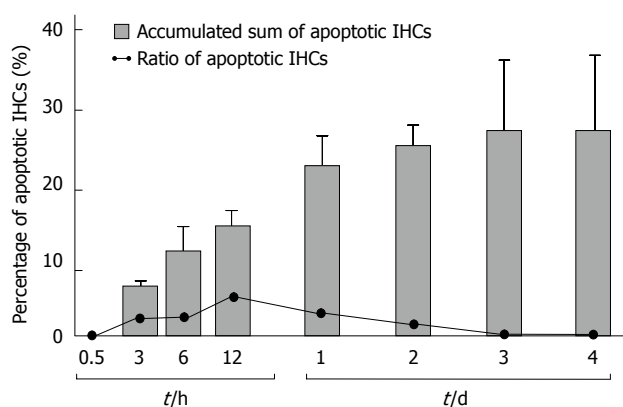 40
Accumulated sum of apoptotic IHCs
Ratio of apoptotic IHCs
30
20
10
0
Percentage of apoptotic IHCs (%)
0.5 3 6 12 1 2 3 4
t/h t/d